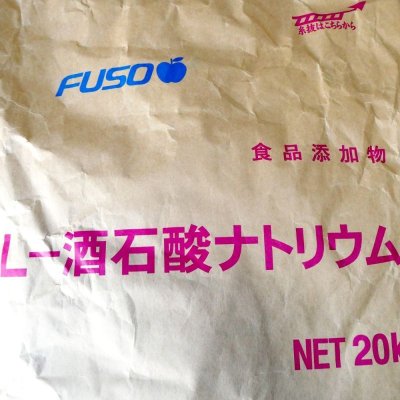 糸抜はこちらから
FUSO
食品添加物
L-酒石酸ナトリウム
NET 20k